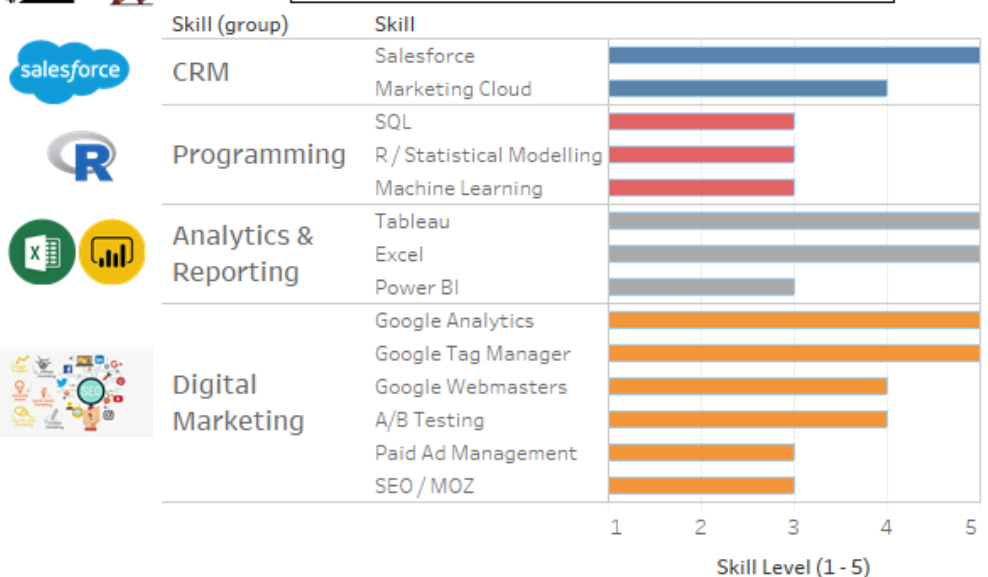 Skill (group) Skill
salesforce
CRM
Salesforce
Marketing Cloud
R
Programming
SQL
R / Statistical Modelling
Machine Learning
X
Analytics &
Reporting
Tableau
Excel
Power BI
SEO
Digital
Marketing
Google Analytics
Google Tag Manager
Google Webmasters
A/B Testing
Paid Ad Management
SEO / MOZ
1 2 3 4 5
Skill Level (1 - 5)